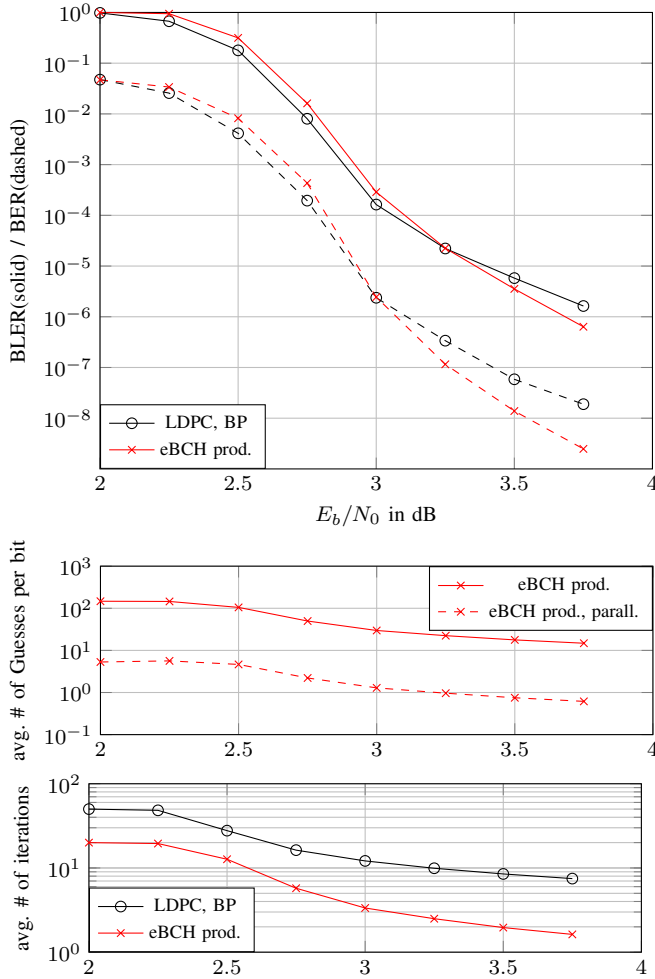 10^0
10^-1
10^-2
10^-3
10^-4
10^-5
10^-6
10^-7
10^-8
BLER(solid) / BER(dashed)
LDPC, BP
eBCH prod.
2 2.5 3 3.5 4
E_b/N_0 in dB
10^3
10^2
10^1
10^0
10^-1
avg. # of Guesses per bit
eBCH prod.
eBCH prod., parall.
2 2.5 3 3.5 4
10^2
10^1
10^0
avg. # of iterations
LDPC, BP
eBCH prod.
2 2.5 3 3.5 4